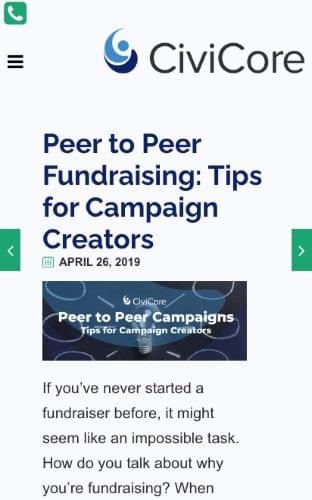 CiviCore
Peer to Peer
Fundraising: Tips
for Campaign
Creators
APRIL 26, 2019
CiviCore
Peer to Peer Campaigns
Tips for Campaign Creators
If you’ve never started a
fundraiser before, it might
seem like an impossible task.
How do you talk about why
you’re fundraising? When